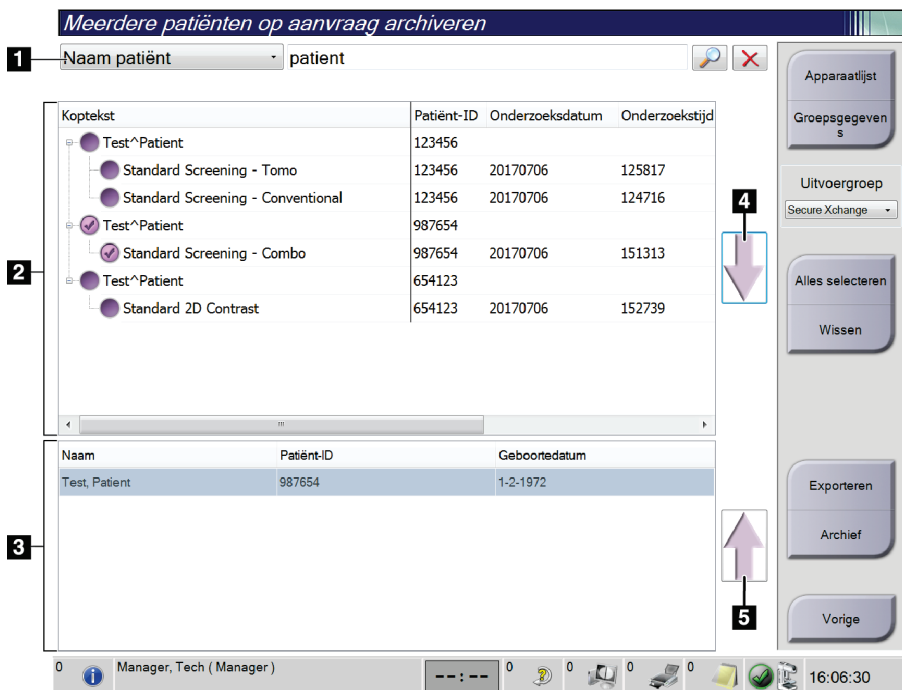 Meerdere patiënten op aanvraag archiveren
1
Naam patiënt
patient
Apparaatlijst
Groepsgegeven
s
Uitvoergroep
Secure Xchange
Alles selecteren
Wissen
Exporteren
Archief
Vorige
2
Koptekst Patiënt-ID Onderzoeksdatum Onderzoekstijd
Test^Patient 123456
Standard Screening - Tomo 123456 20170706 125817
Standard Screening - Conventional 123456 20170706 124716
Test^Patient 987654
Standard Screening - Combo 987654 20170706 151313
Test^Patient 654123
Standard 2D Contrast 654123 20170706 152739
4
3
Naam Patiënt-ID Geboortedatum
Test, Patient 987654 1-2-1972
5
0 Manager, Tech ( Manager ) --:-- 0 0 0 0 16:06:30